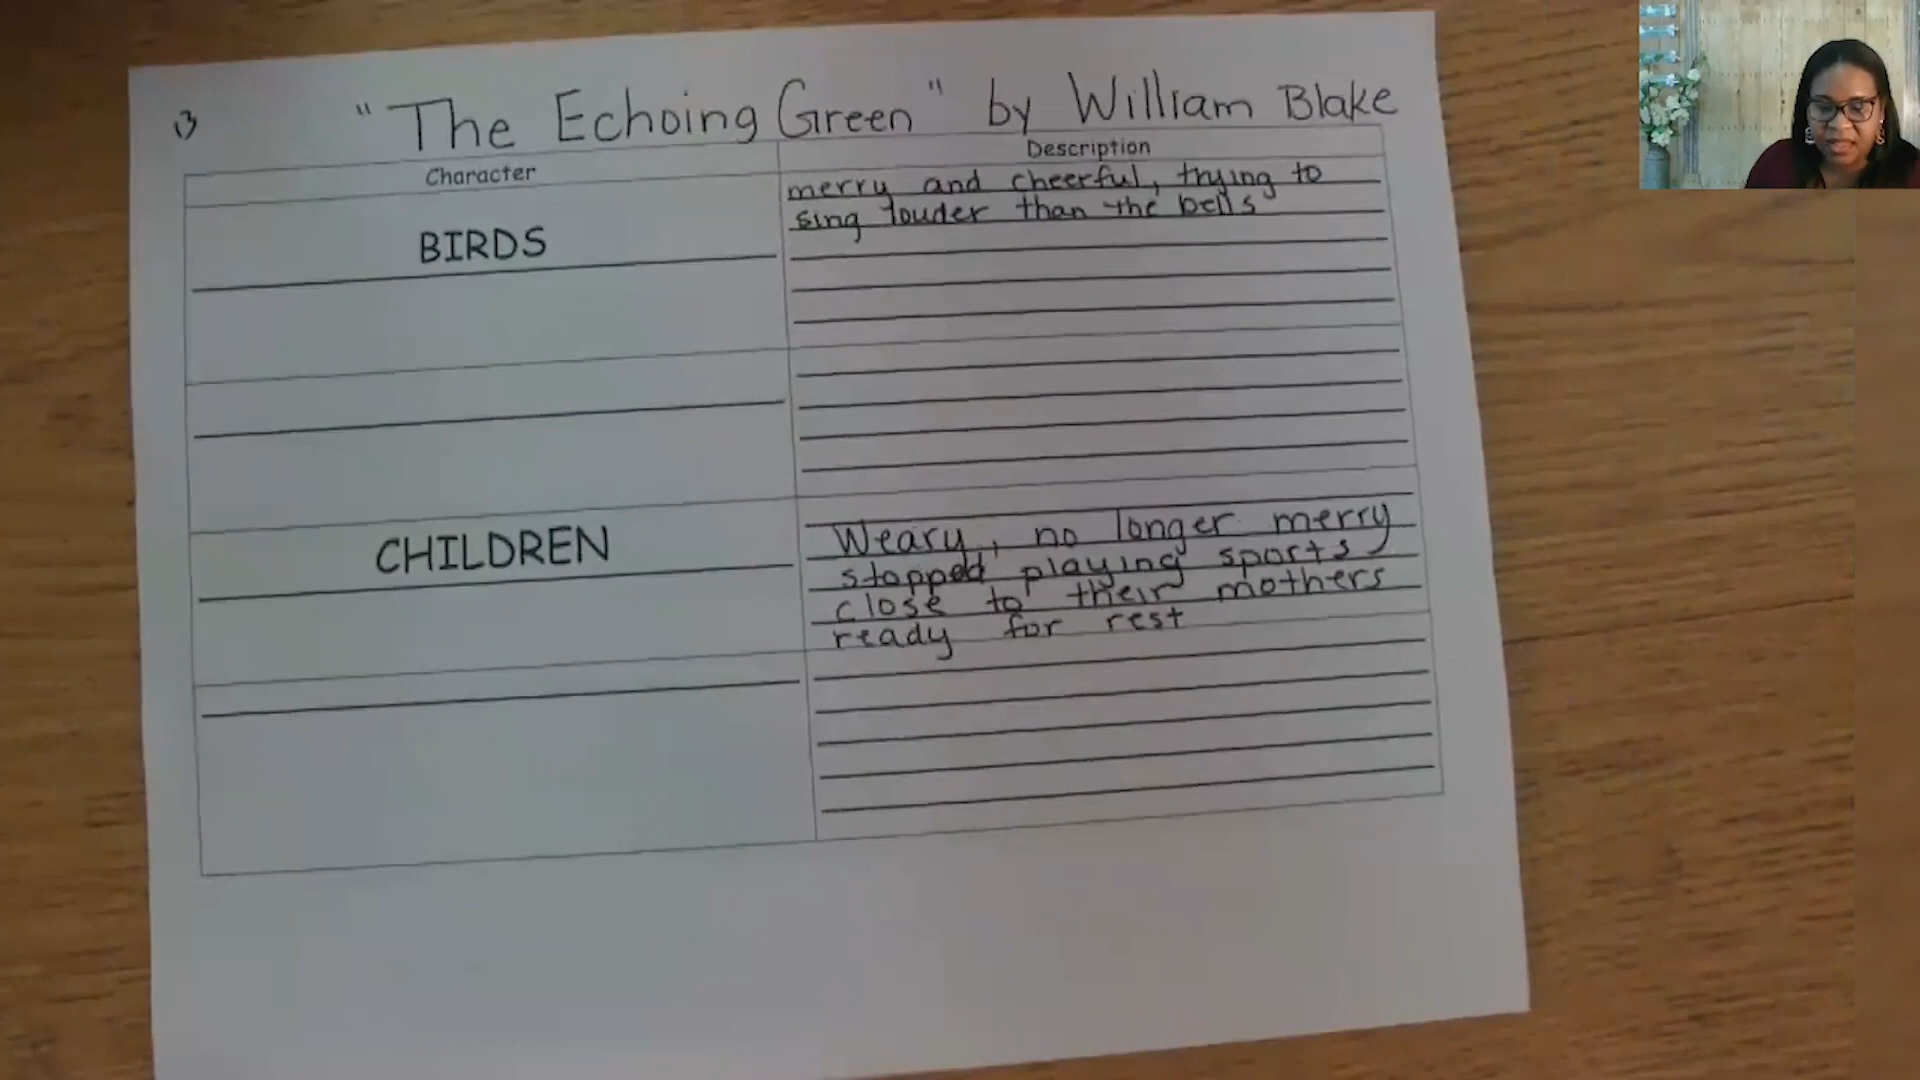 "The Echoing Green" by William Blake
Character
Description
BIRDS
merry and cheerful, trying to
sing louder than the bells
CHILDREN
Weary, no longer merry
stopped playing sports
close to their mothers
ready for rest